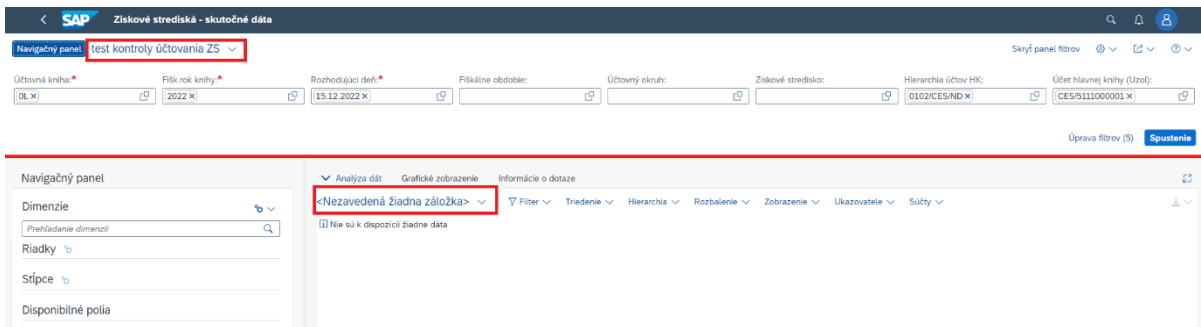 SAP Ziskové strediská - skutočné dáta
Navigačný panel test kontroly účtovania ZS Skryť panel filtrov
Účtovná kniha:* Fišk.rok knihy:* Rozhodujúci deň:* Fiškálne obdobie: Účtovný okruh: Ziskové stredisko: Hierarchia účtov HK: Účet hlavnej knihy (Uzol):
0L × 2022 × 15.12.2022 × 0102/CES/ND × CES/5111000001 ×
Úprava filtrov (5) Spustenie
Navigačný panel Analýza dát Grafické zobrazenie Informácie o dotaze
Dimenzie <Nezavedená žiadna záložka> Filter Triedenie Hierarchia Rozbalenie Zobrazenie Ukazovatele Súčty
Prehľadanie dimenzií Nie sú k dispozícii žiadne dáta
Riadky
Stĺpce
Disponibilné polia